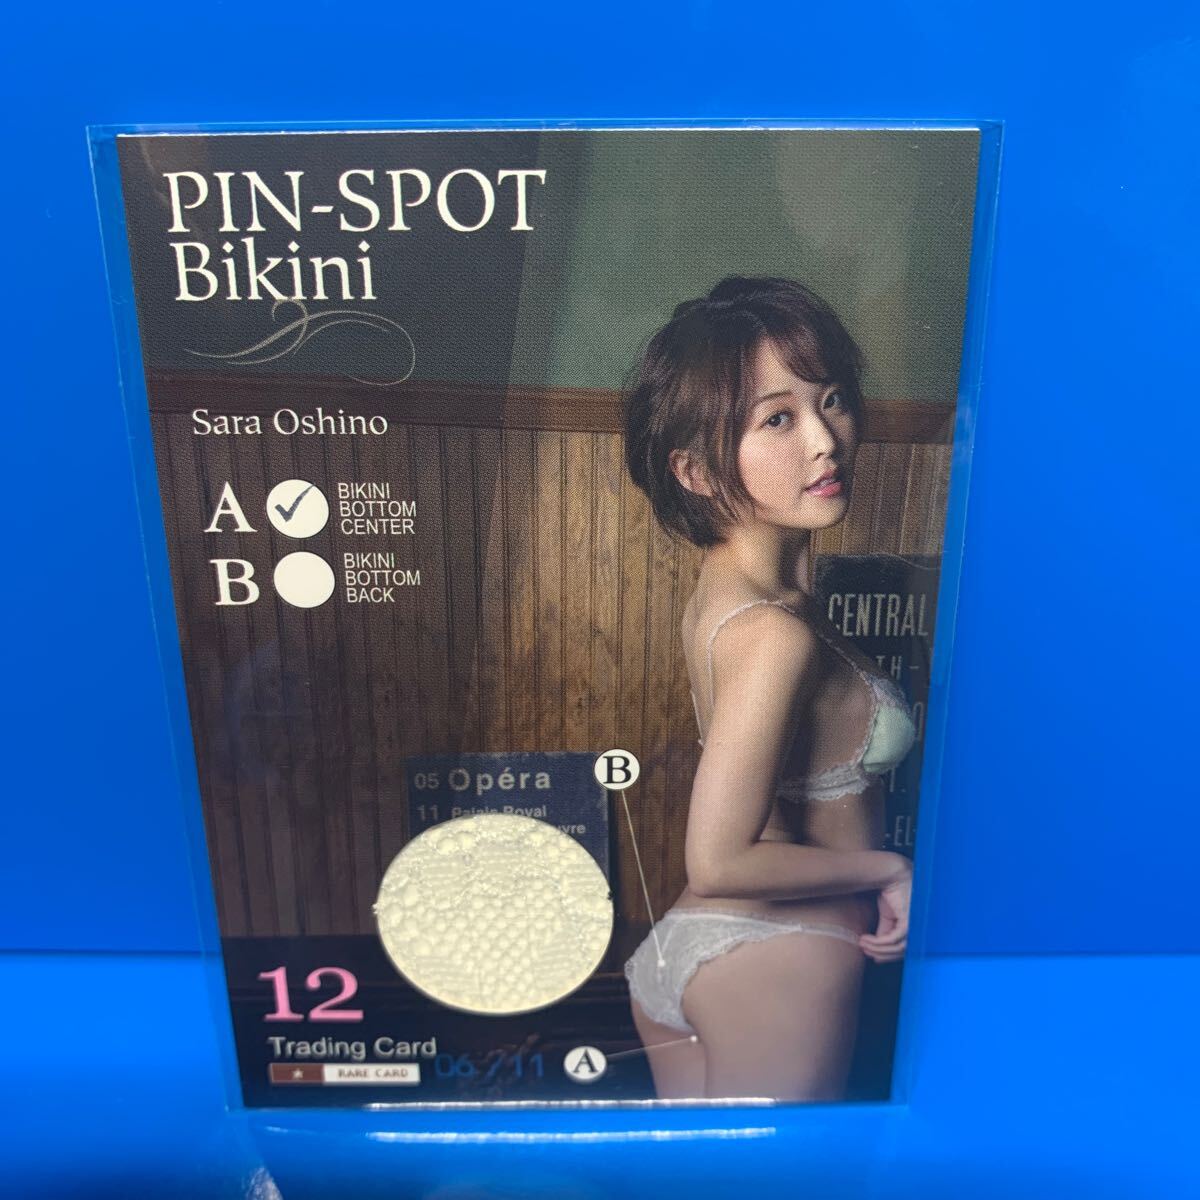 PIN-SPOT
Bikini
Sara Oshino
A BIKINI
BOTTOM
CENTER
B BIKINI
BOTTOM
BACK
CENTRAL
TH-
B
05 Opéra
11 Palais Royal
12
Trading Card
RARE CARD
06 / 11
A